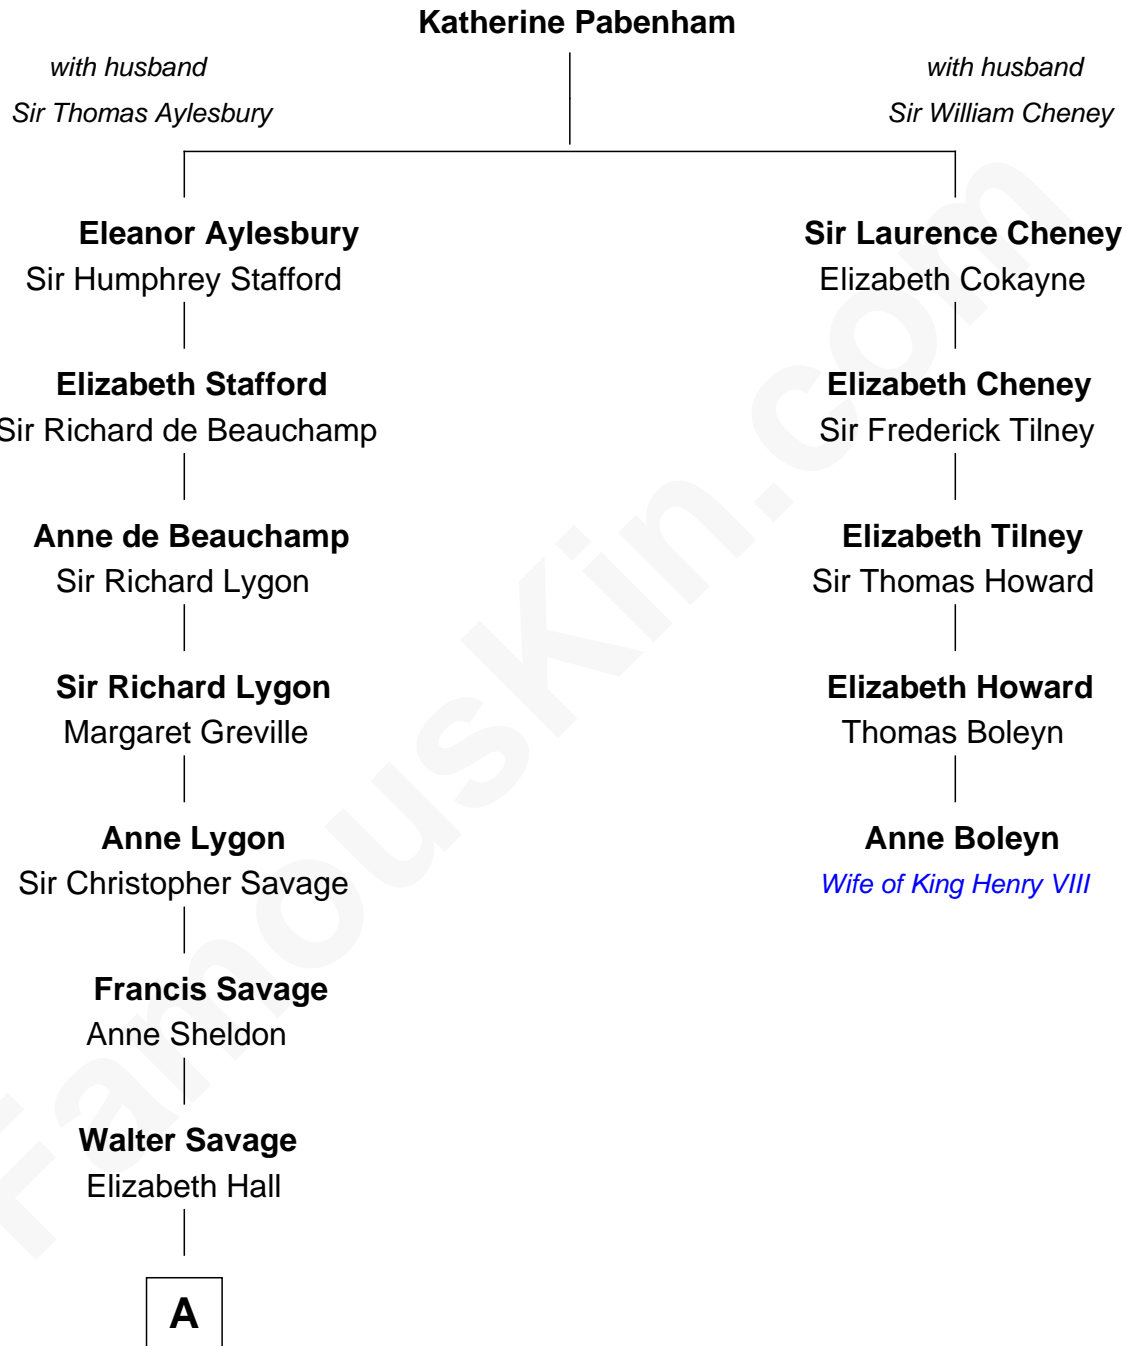 Katherine Pabenham
with husband
Sir Thomas Aylesbury
with husband
Sir William Cheney
Eleanor Aylesbury
Sir Humphrey Stafford
Sir Laurence Cheney
Elizabeth Cokayne
Elizabeth Stafford
Sir Richard de Beauchamp
Elizabeth Cheney
Sir Frederick Tilney
Anne de Beauchamp
Sir Richard Lygon
Elizabeth Tilney
Sir Thomas Howard
Sir Richard Lygon
Margaret Greville
Elizabeth Howard
Thomas Boleyn
Anne Lygon
Sir Christopher Savage
Anne Boleyn
Wife of King Henry VIII
Francis Savage
Anne Sheldon
Walter Savage
Elizabeth Hall
A
FamousKin.com